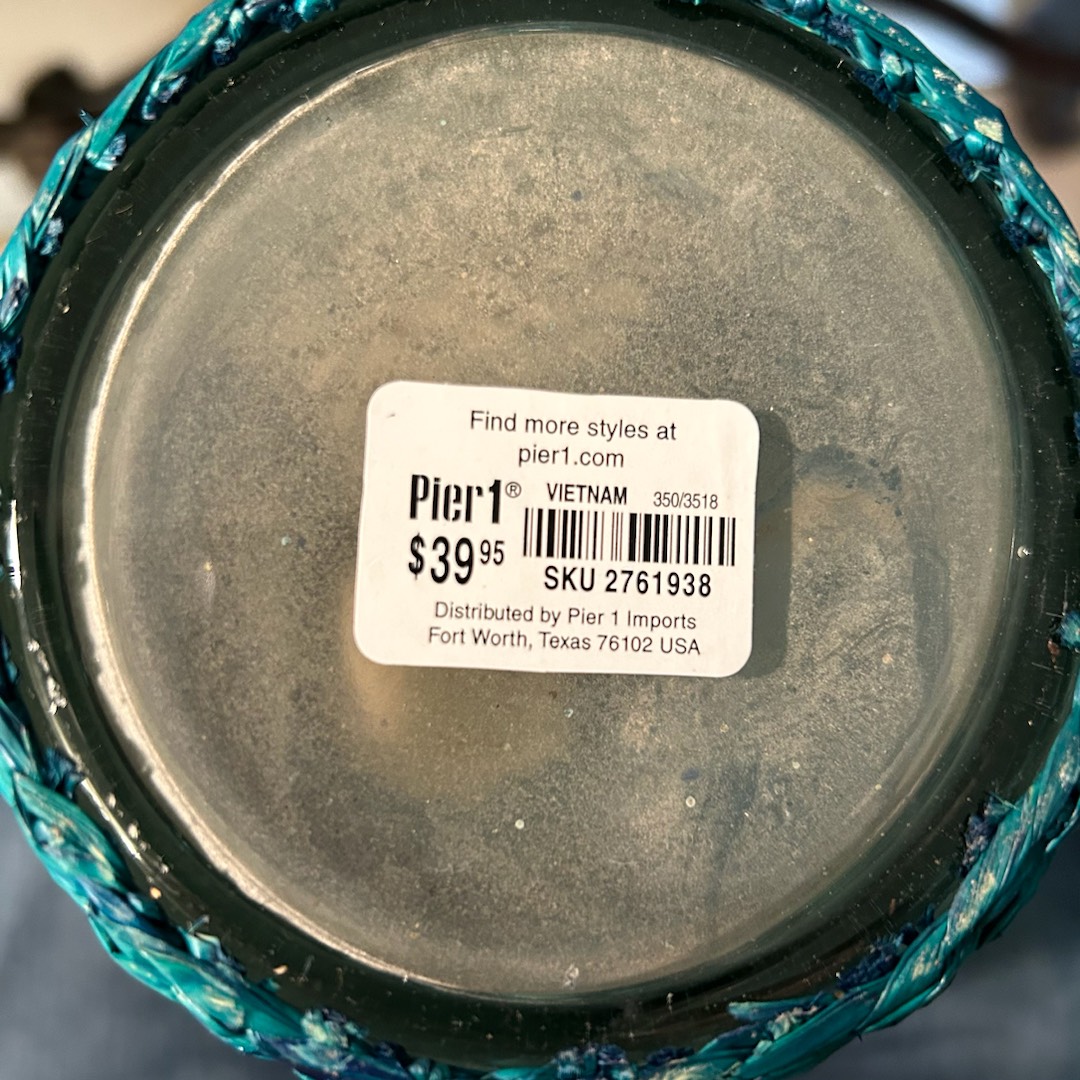 Find more styles at
pier1.com
Pier1® VIETNAM 350/3518
$39 95
SKU 2761938
Distributed by Pier 1 Imports
Fort Worth, Texas 76102 USA